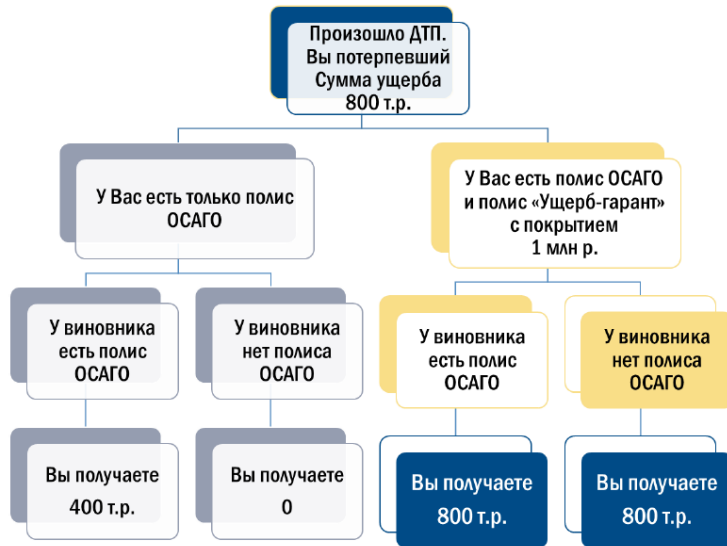 Произошло ДТП.
Вы потерпевший
Сумма ущерба
800 т.р.
У Вас есть только полис
ОСАГО
У Вас есть полис ОСАГО
и полис «Ущерб-гарант»
с покрытием
1 млн р.
У виновника
есть полис
ОСАГО
У виновника
нет полиса
ОСАГО
У виновника
есть полис
ОСАГО
У виновника
нет полиса
ОСАГО
Вы получаете
400 т.р.
Вы получаете
0
Вы получаете
800 т.р.
Вы получаете
800 т.р.